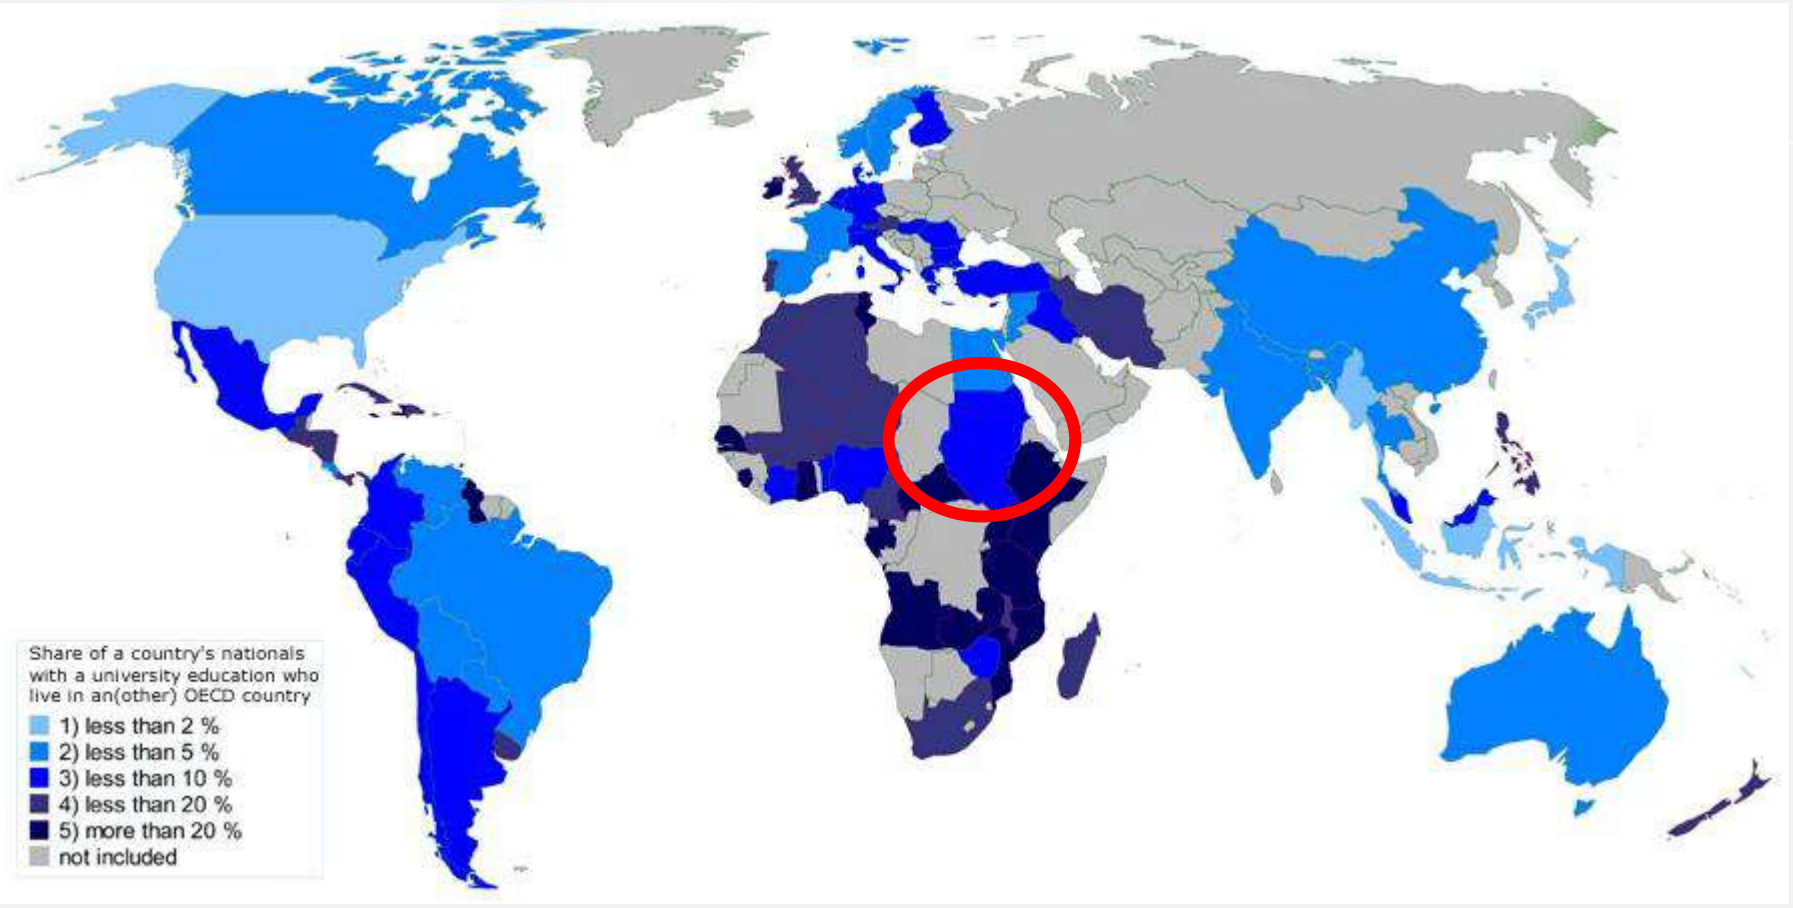 Share of a country's nationals
with a university education who
live in an(other) OECD country
1) less than 2 %
2) less than 5 %
3) less than 10 %
4) less than 20 %
5) more than 20 %
not included